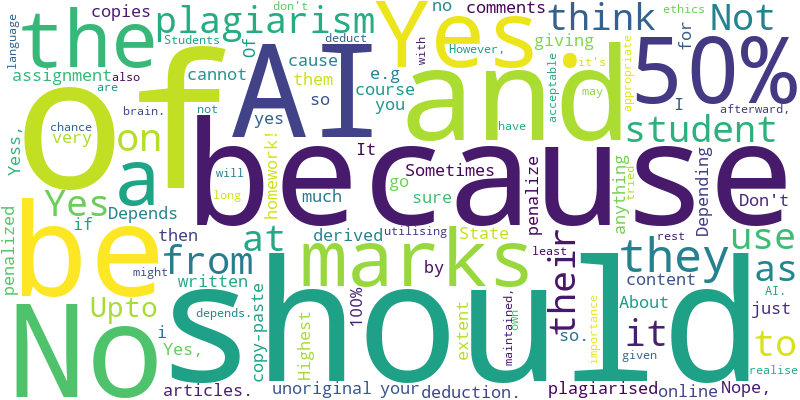 language
copies
don't
plagiarism
no
comments
ethics
the
Students
deduct
Yes
think
Not
Of
with
However,
giving
for
assignment
also
cannot
cause
e.g
it's
are
them
course
and
50%
appropriate
Of
AI
so
you
acceptable
I
may
afterward,
brain.
not
have
Yess,
chance
yes
student
very
on
because
homework!
It
penalize
anything
tried
Depending
will
a
Sometimes
go
Don't
Yes
long
much
sure
be
Depends
if
then
derived
utilising
State
their
they
use
penalized
from
at
marks
by
least
rest
as
written
content
AI.
Upto
should
i
100%
extent
maintained,
own
so.
About
just
it
to
depends.
copy-paste
Highest
importance
given
No
Yes,
realise
articles.
unoriginal
your
deduction.
plagiarised
online
Nope,